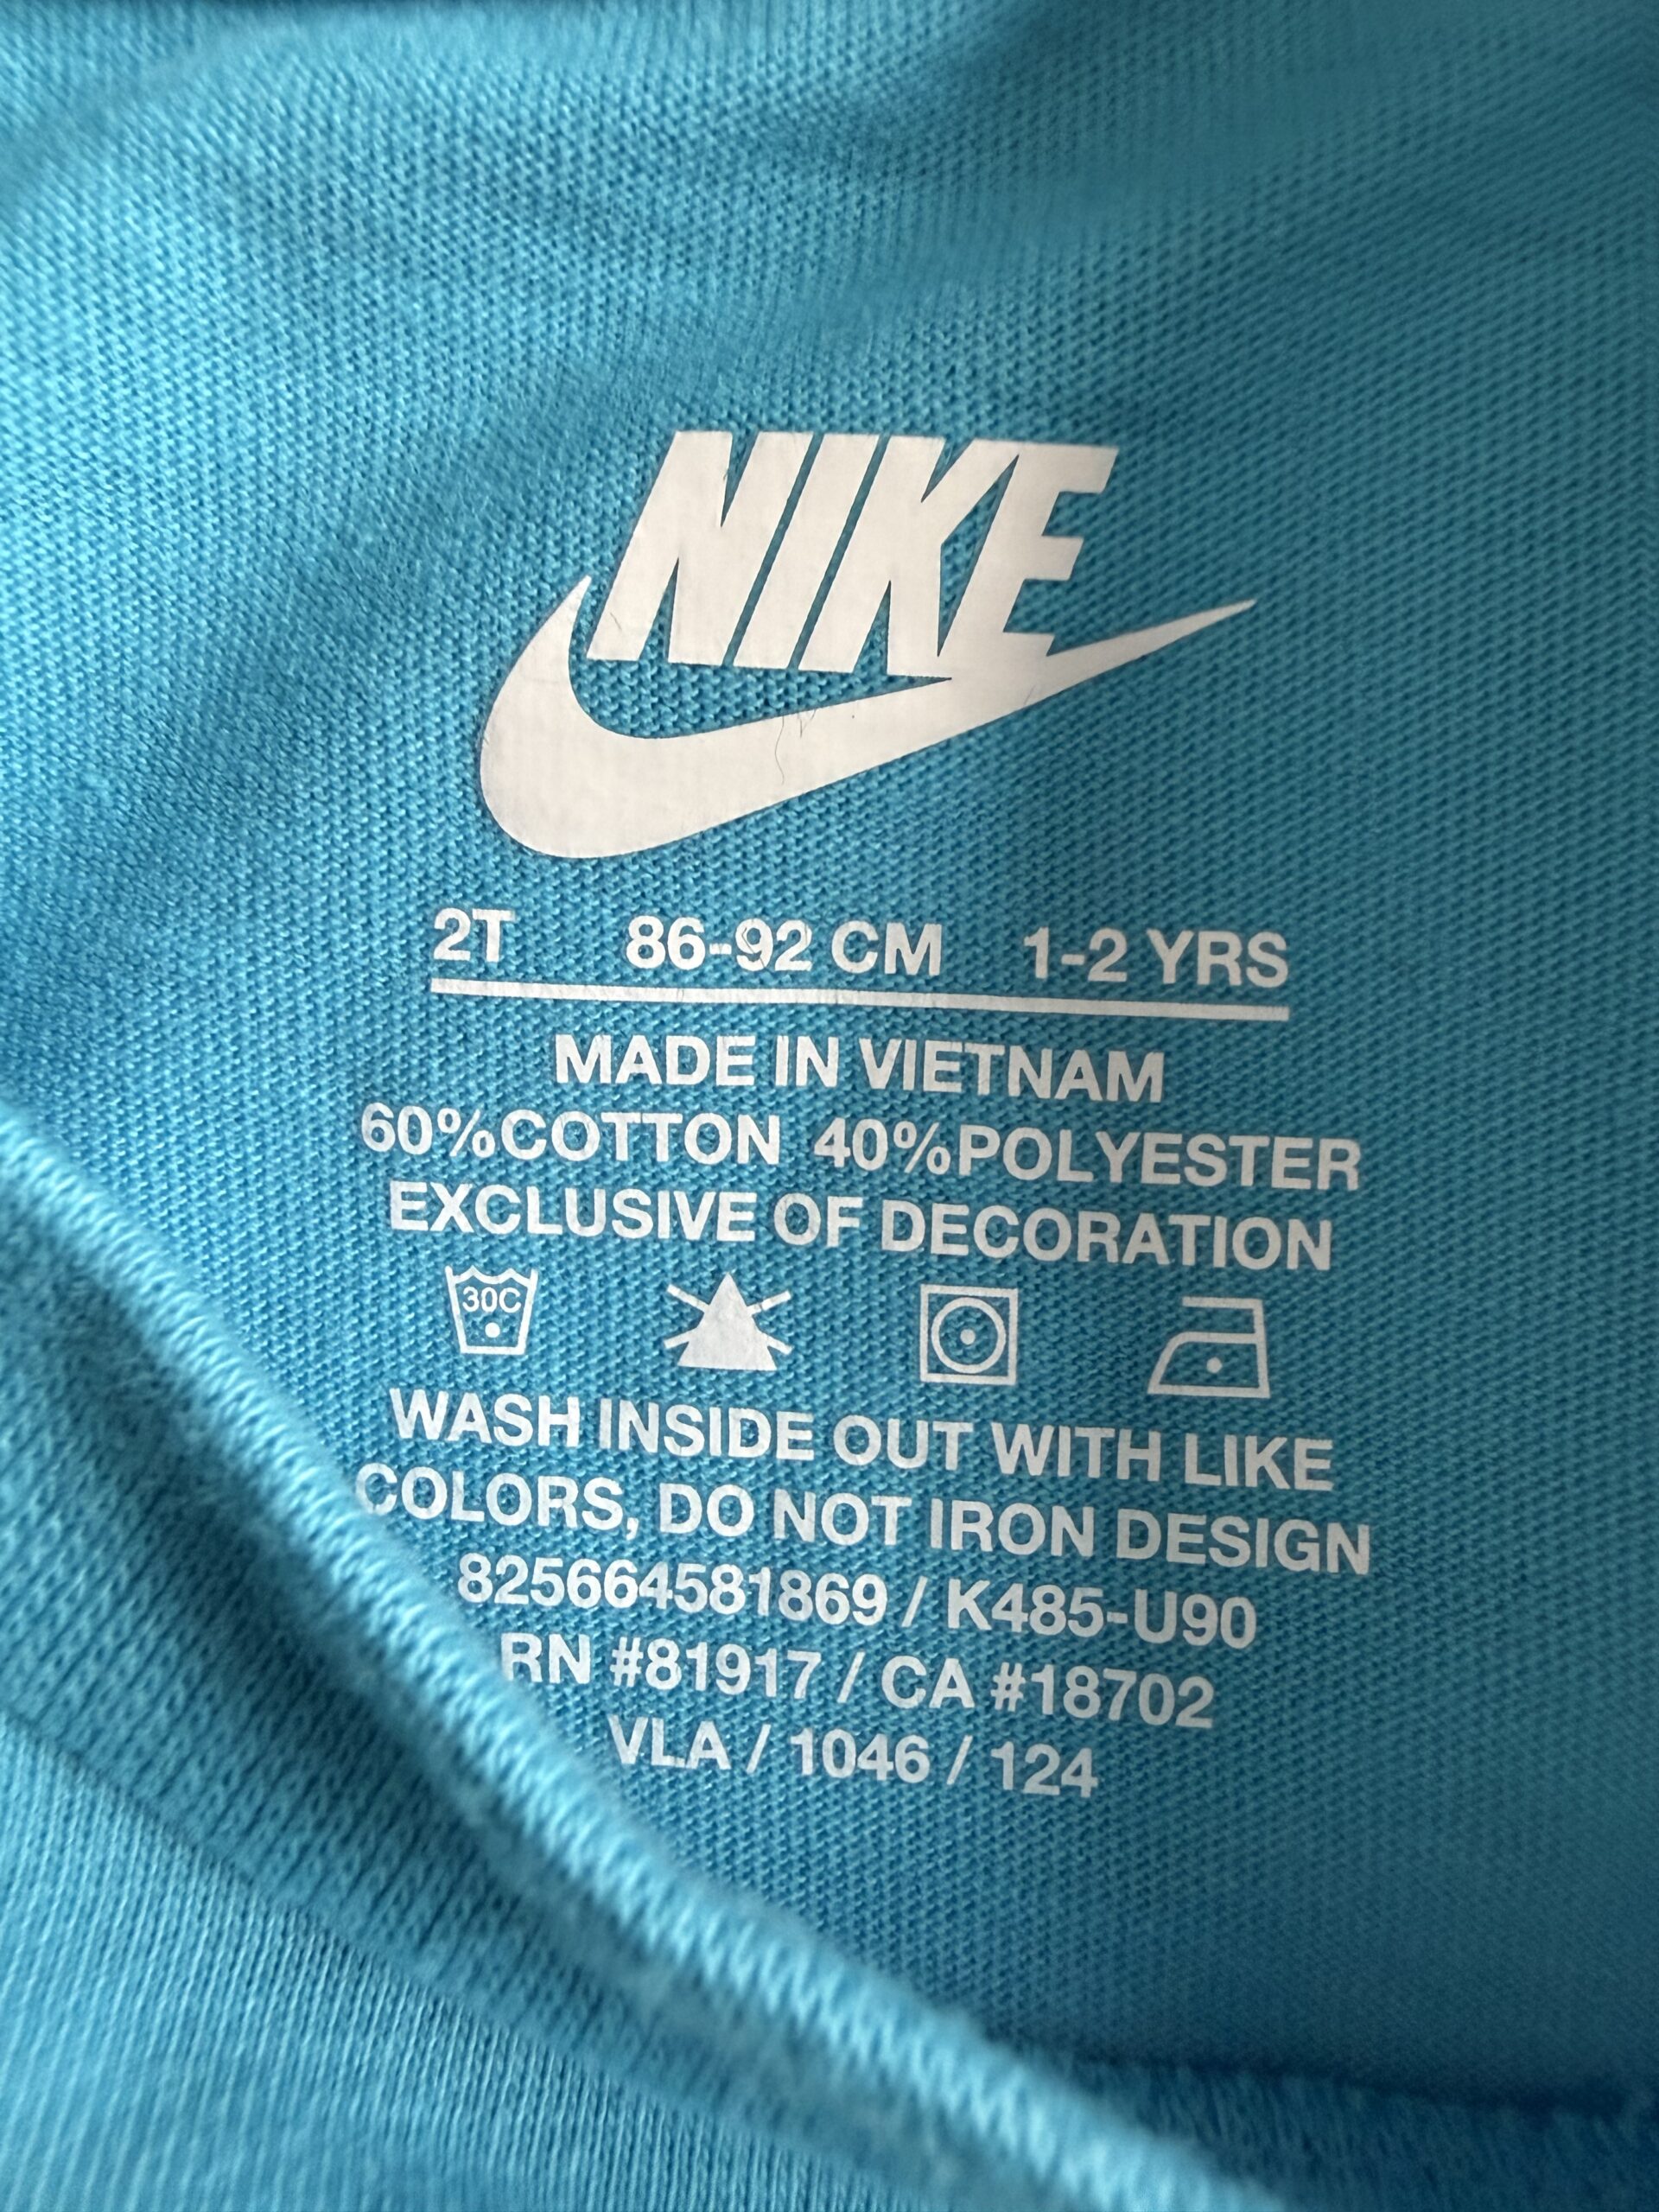 NIKE
2T 86-92 CM 1-2 YRS
MADE IN VIETNAM
60%COTTON 40%POLYESTER
EXCLUSIVE OF DECORATION
30C
WASH INSIDE OUT WITH LIKE
COLORS, DO NOT IRON DESIGN
825664581869 / K485-U90
RN #81917 / CA #18702
VLA / 1046 / 124